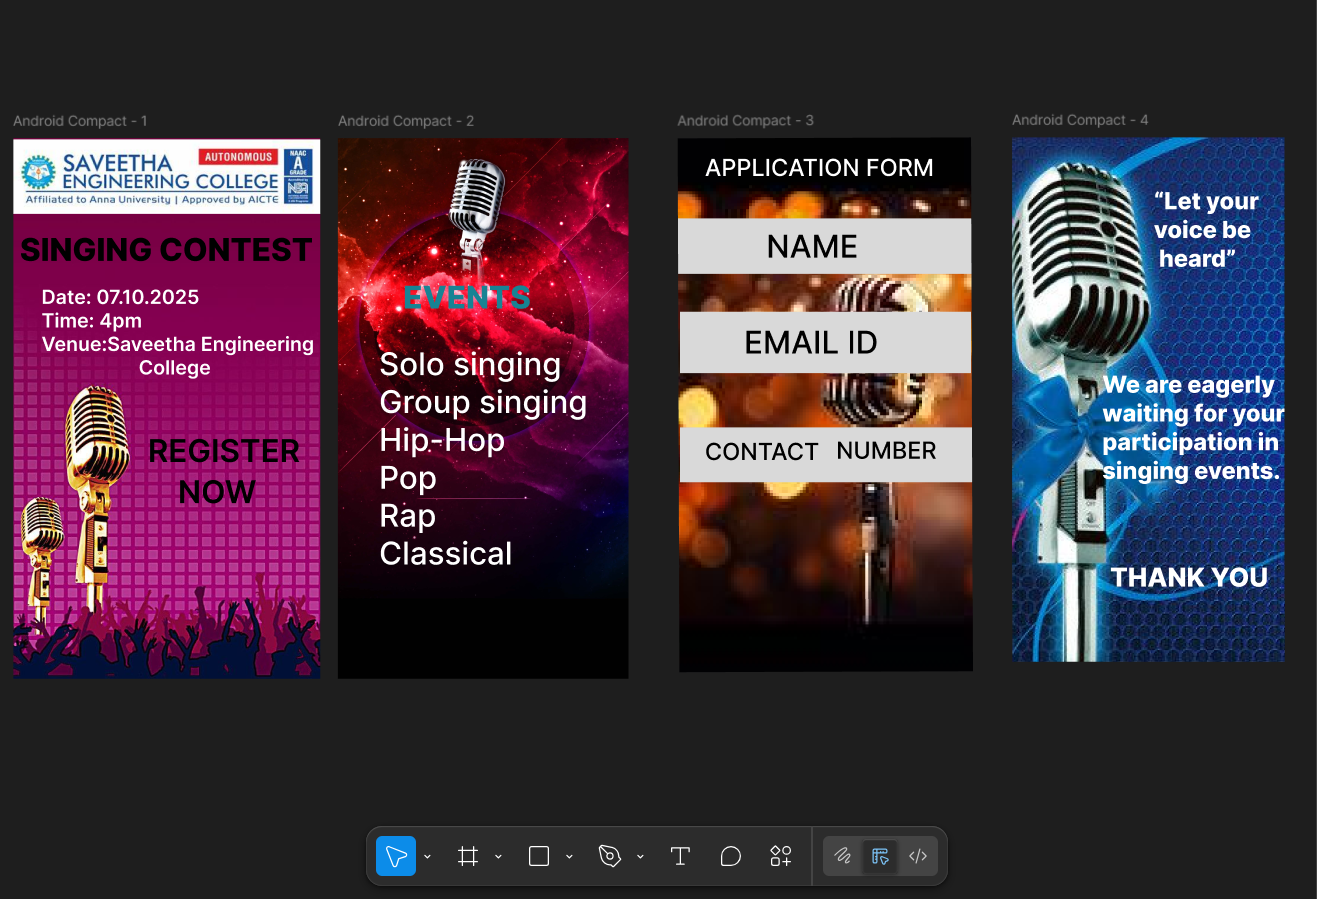 Android Compact - 1
SAVEETHA
AUTONOMOUS
NAAC
A
GRADE
ENGINEERING COLLEGE
NBA
Affiliated to Anna University | Approved by AICTE
SINGING CONTEST
Date: 07.10.2025
Time: 4pm
Venue:Saveetha Engineering
College
REGISTER
NOW
Android Compact - 2
EVENTS
Solo singing
Group singing
Hip-Hop
Pop
Rap
Classical
Android Compact - 3
APPLICATION FORM
NAME
EMAIL ID
CONTACT NUMBER
Android Compact - 4
“Let your
voice be
heard”
We are eagerly
waiting for your
participation in
singing events.
THANK YOU